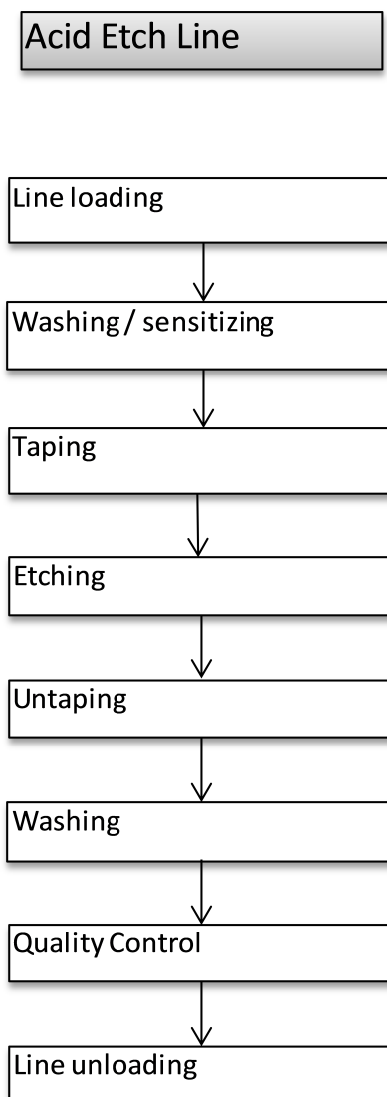 Acid Etch Line
Line loading
Washing / sensitizing
Taping
Etching
Untaping
Washing
Quality Control
Line unloading